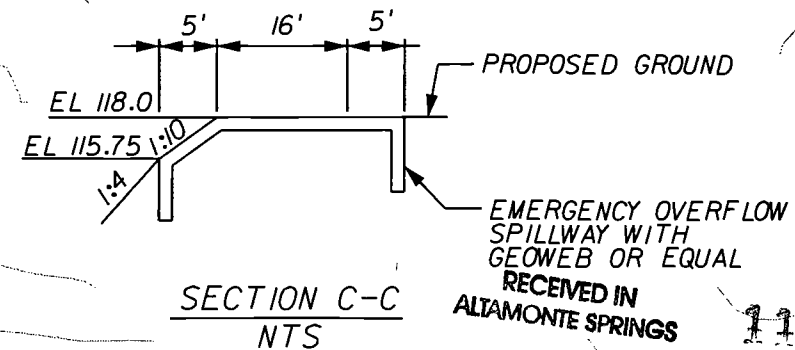 5' 16' 5'
PROPOSED GROUND
EL 118.0
1:10
EL 115.75
1:4
EMERGENCY OVERFLOW
SPILLWAY WITH
GEOWEB OR EQUAL
RECEIVED IN
ALTAMONTE SPRINGS
SECTION C-C
NTS
11